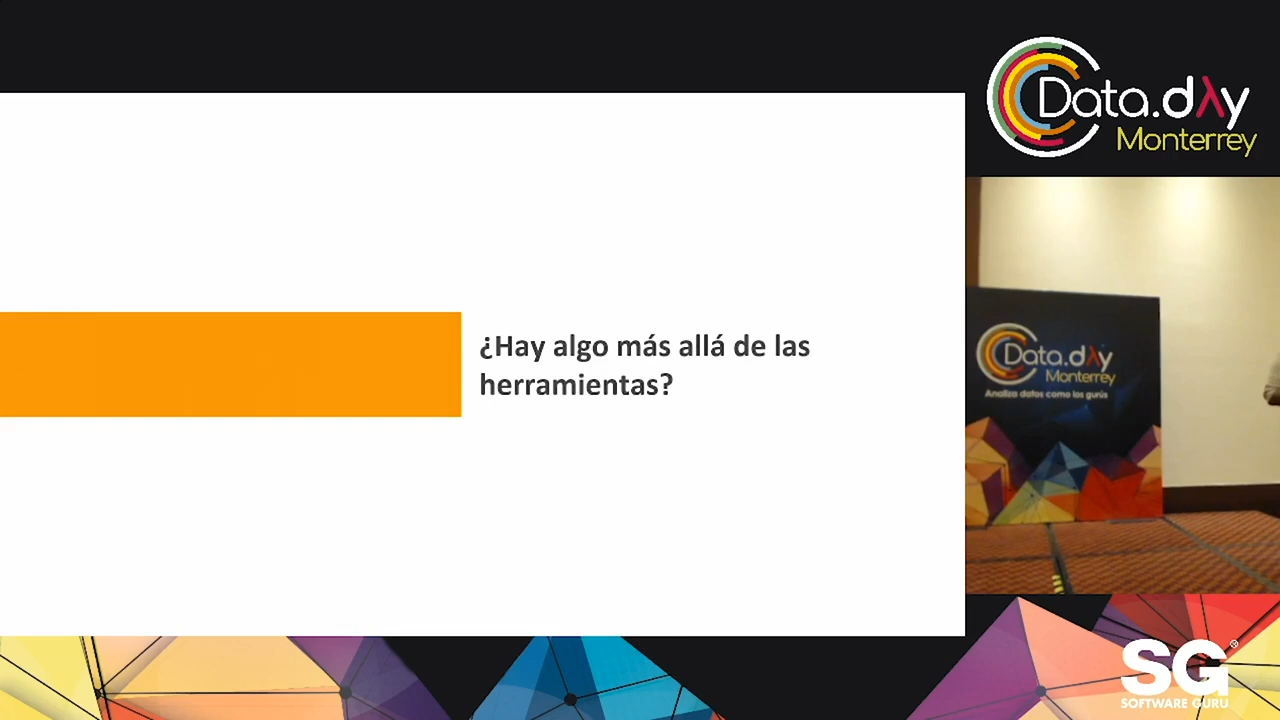 Data.dλy
Monterrey
¿Hay algo más allá de las
herramientas?
Data.dλy
Monterrey
Analiza datos como los gurús
SG®
SOFTWARE GURU